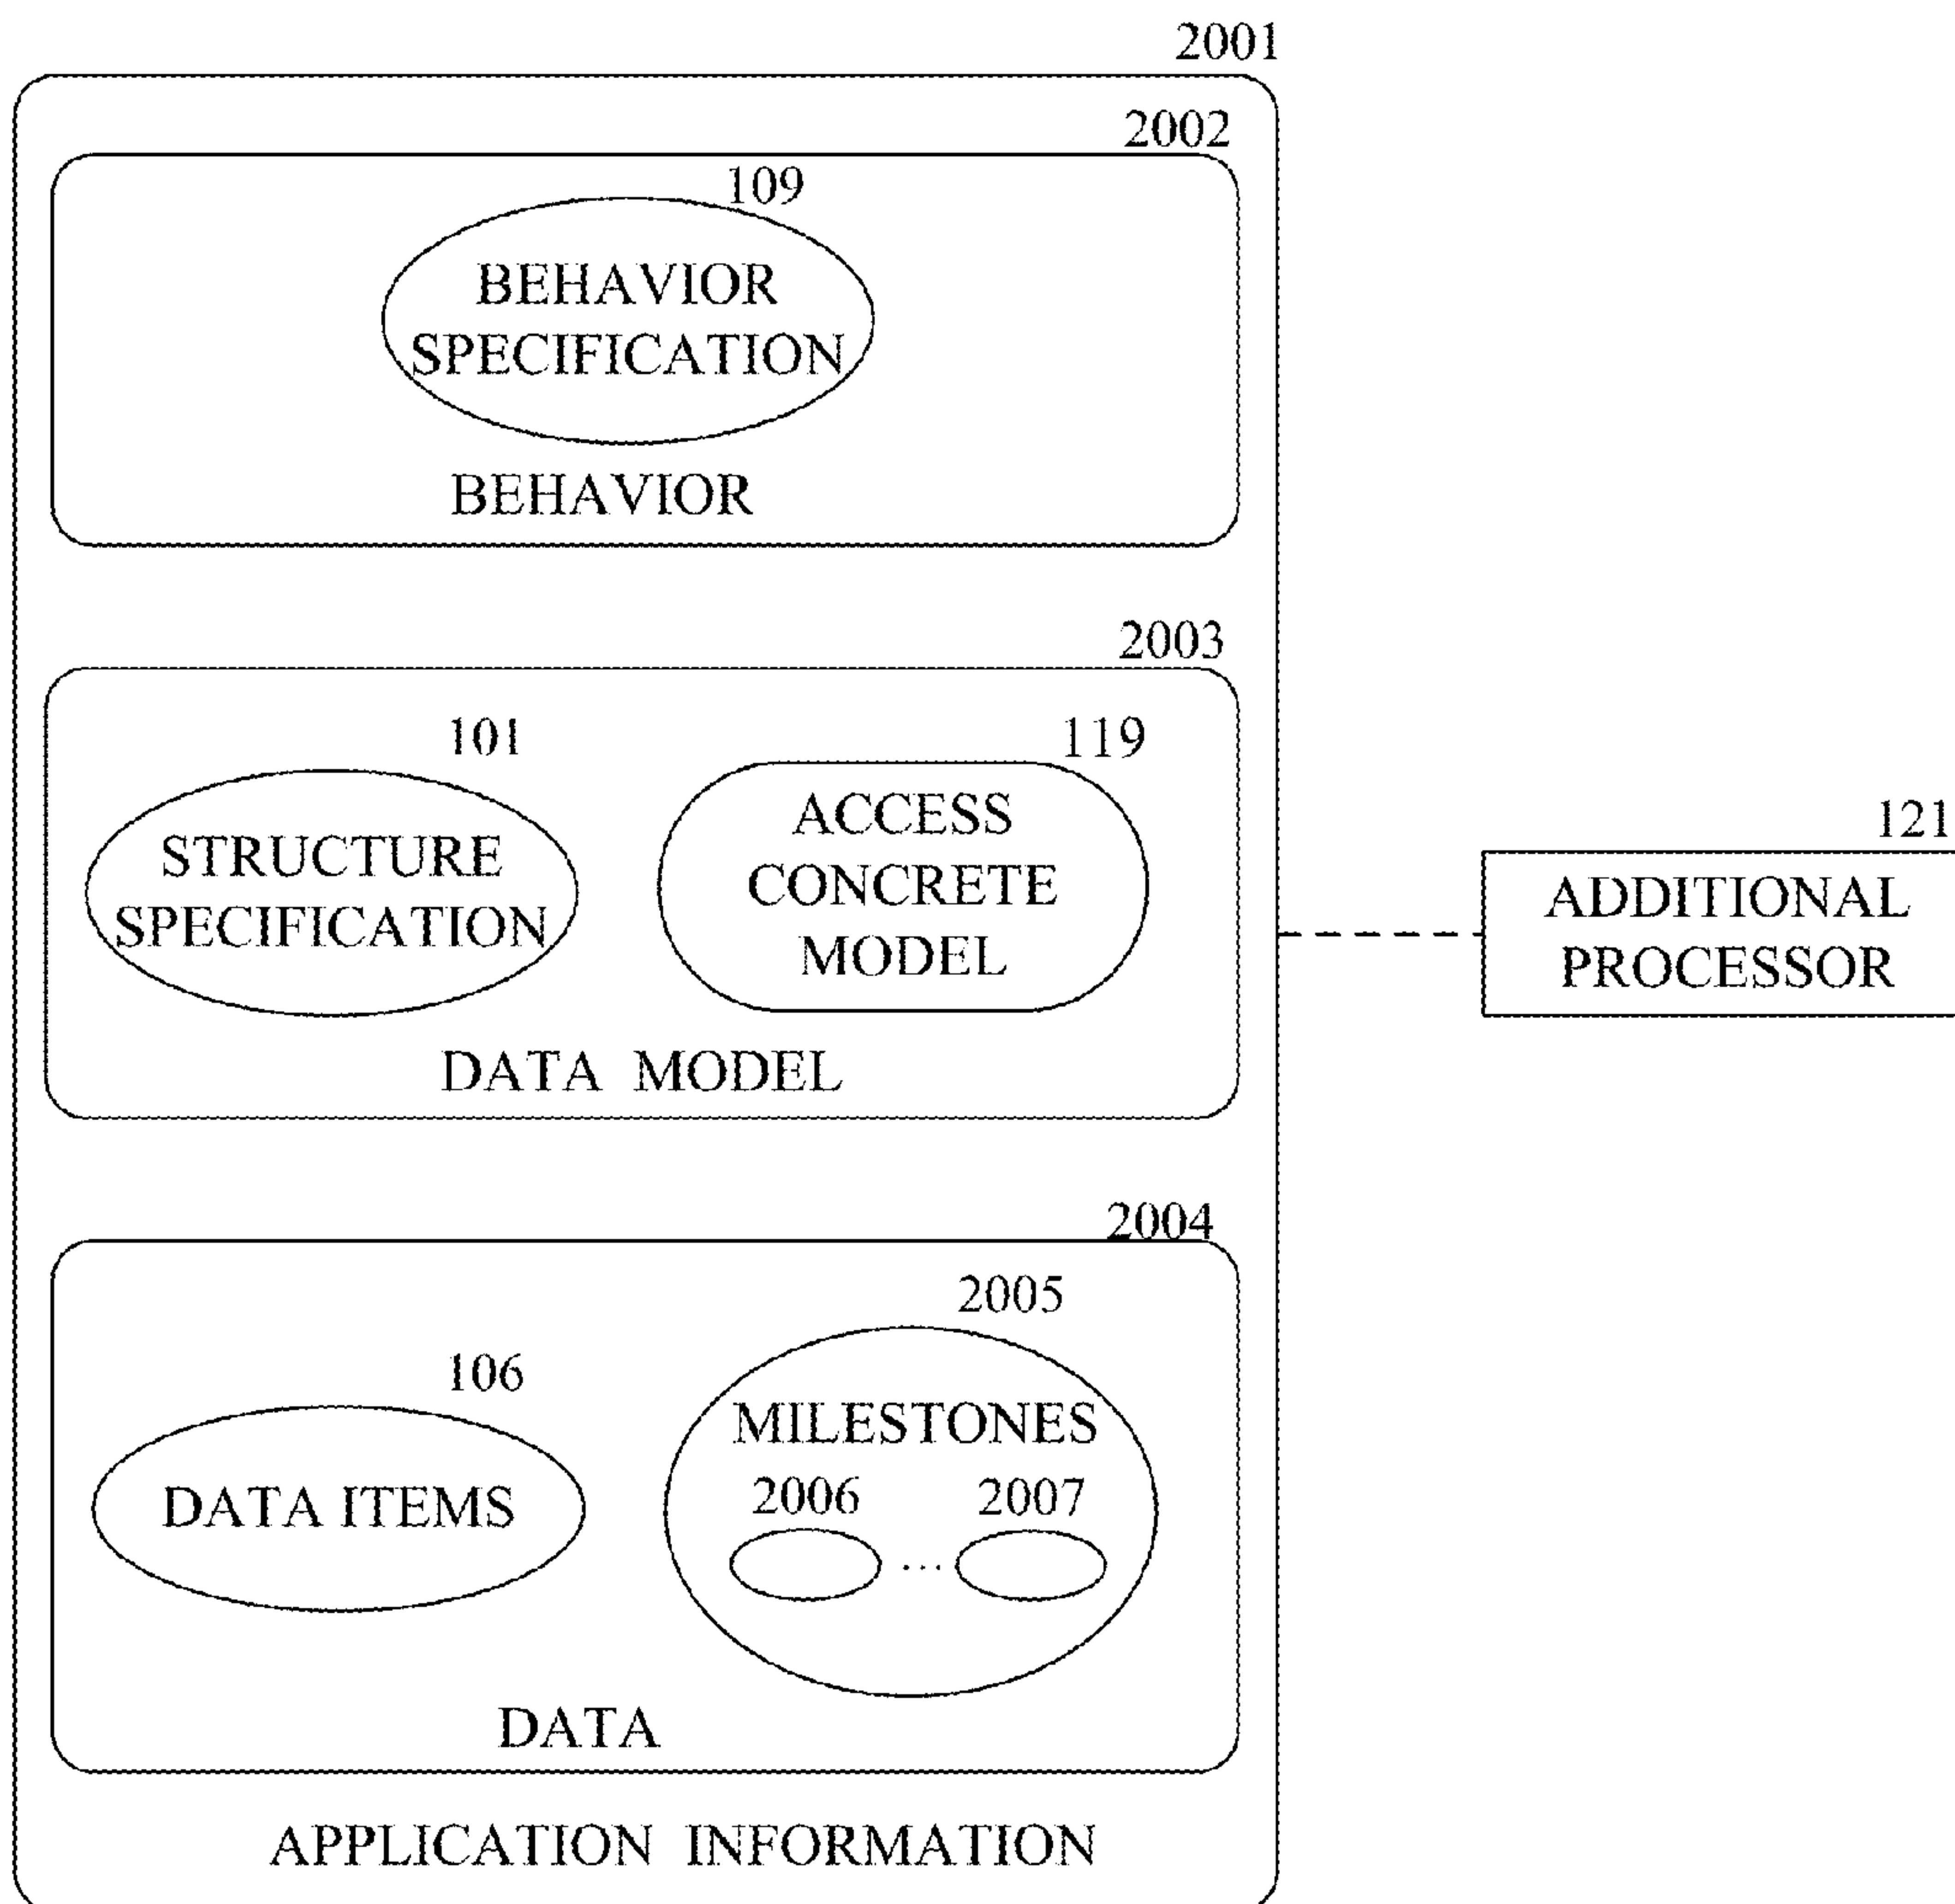 2001
2002
109
BEHAVIOR
SPECIFICATION
BEHAVIOR
2003
101
119
STRUCTURE
SPECIFICATION
ACCESS
CONCRETE
MODEL
DATA MODEL
121
ADDITIONAL
PROCESSOR
2004
2005
106
DATA ITEMS
MILESTONES
2006
2007
...
DATA
APPLICATION INFORMATION